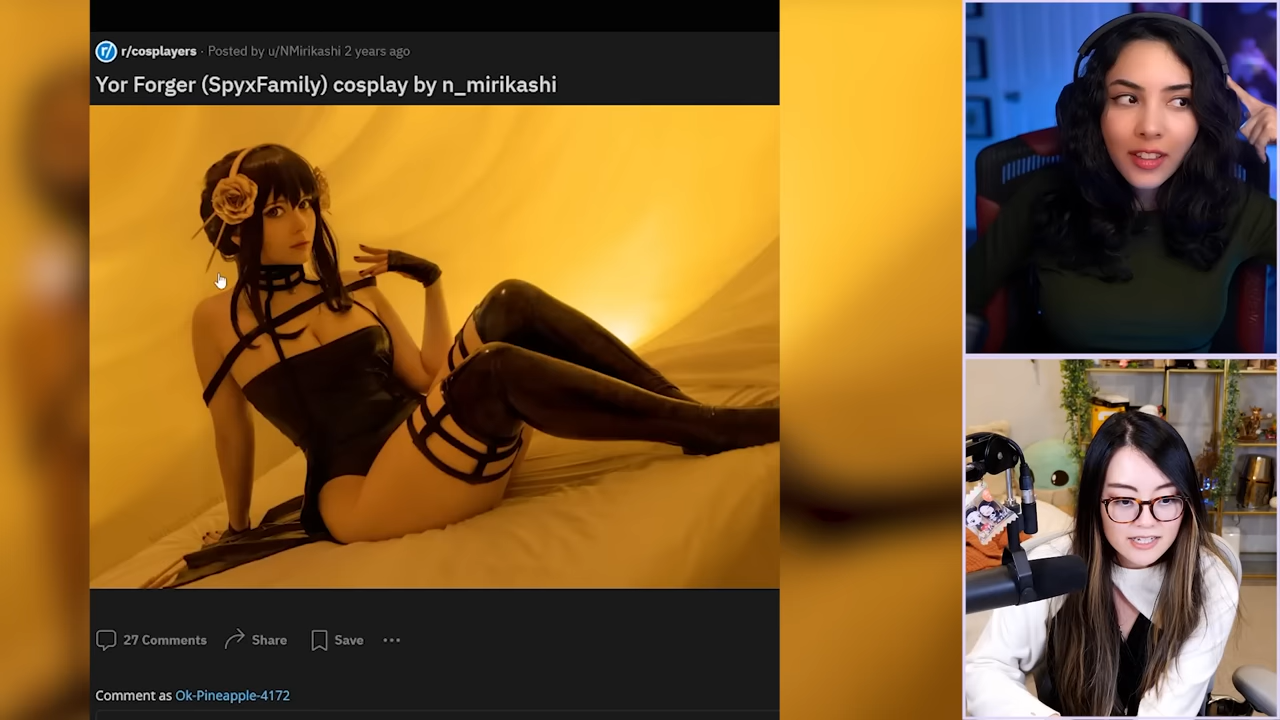 r/ r/cosplayers · Posted by u/NMirikashi 2 years ago
Yor Forger (SpyxFamily) cosplay by n_mirikashi
27 Comments Share Save ...
Comment as Ok-Pineapple-4172